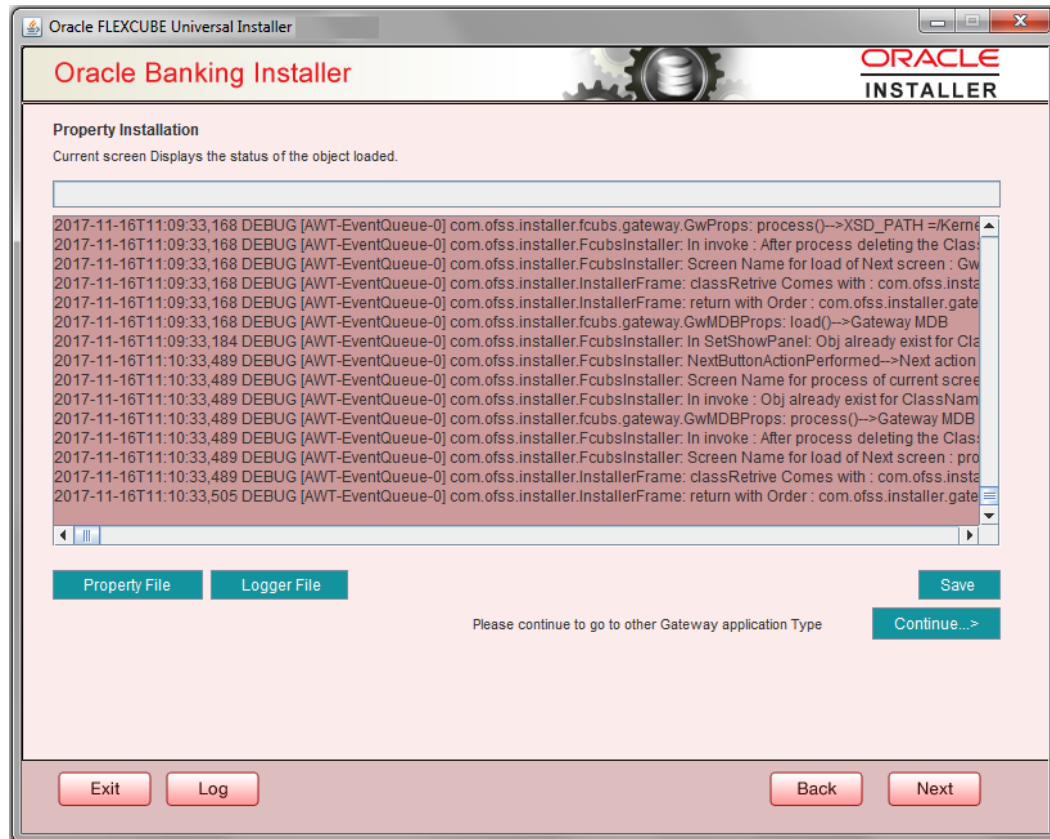 Oracle FLEXCUBE Universal Installer
Oracle Banking Installer
ORACLE
INSTALLER
Property Installation
Current screen Displays the status of the object loaded.
2017-11-16T11:09:33,168 DEBUG [AWT-EventQueue-0] com.ofss.installer.fcubs.gateway.GwProps: process()-->XSD_PATH =/Kerne
2017-11-16T11:09:33,168 DEBUG [AWT-EventQueue-0] com.ofss.installer.FcubsInstaller: In invoke : After process deleting the Clas
2017-11-16T11:09:33,168 DEBUG [AWT-EventQueue-0] com.ofss.installer.FcubsInstaller: Screen Name for load of Next screen : Gw
2017-11-16T11:09:33,168 DEBUG [AWT-EventQueue-0] com.ofss.installer.InstallerFrame: classRetrive Comes with : com.ofss.insta
2017-11-16T11:09:33,168 DEBUG [AWT-EventQueue-0] com.ofss.installer.InstallerFrame: return with Order : com.ofss.installer.gate
2017-11-16T11:09:33,168 DEBUG [AWT-EventQueue-0] com.ofss.installer.fcubs.gateway.GwMDBProps: load()-->Gateway MDB
2017-11-16T11:09:33,184 DEBUG [AWT-EventQueue-0] com.ofss.installer.FcubsInstaller: In SetShowPanel: Obj already exist for Cla
2017-11-16T11:10:33,489 DEBUG [AWT-EventQueue-0] com.ofss.installer.FcubsInstaller: NextButtonActionPerformed-->Next action
2017-11-16T11:10:33,489 DEBUG [AWT-EventQueue-0] com.ofss.installer.FcubsInstaller: Screen Name for process of current scree
2017-11-16T11:10:33,489 DEBUG [AWT-EventQueue-0] com.ofss.installer.FcubsInstaller: In invoke : Obj already exist for ClassNam
2017-11-16T11:10:33,489 DEBUG [AWT-EventQueue-0] com.ofss.installer.fcubs.gateway.GwMDBProps: process()-->Gateway MDB
2017-11-16T11:10:33,489 DEBUG [AWT-EventQueue-0] com.ofss.installer.FcubsInstaller: In invoke : After process deleting the Clas
2017-11-16T11:10:33,489 DEBUG [AWT-EventQueue-0] com.ofss.installer.FcubsInstaller: Screen Name for load of Next screen : pro
2017-11-16T11:10:33,489 DEBUG [AWT-EventQueue-0] com.ofss.installer.InstallerFrame: classRetrive Comes with : com.ofss.insta
2017-11-16T11:10:33,505 DEBUG [AWT-EventQueue-0] com.ofss.installer.InstallerFrame: return with Order : com.ofss.installer.gate
Property File Logger File Save
Please continue to go to other Gateway application Type Continue...>
Exit Log Back Next